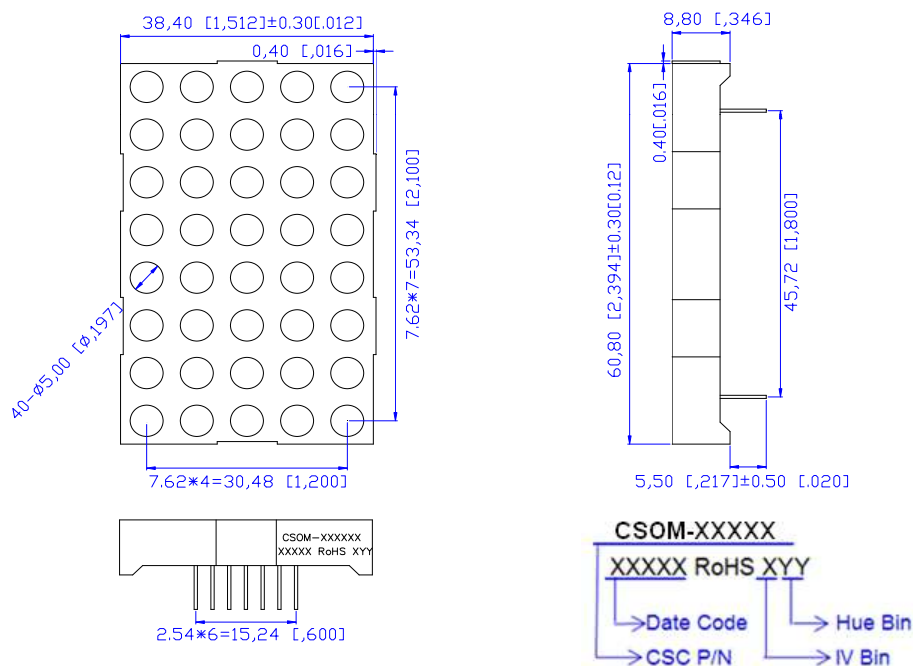 38,40 [1,512]±0.30[.012]
0,40 [,016]
7.62*7=53,34 [2,100]
40-ø5,00 [ø,197]
7.62*4=30,48 [1,200]
8,80 [,346]
0.40[.016]
60,80 [2,394]±0.30[0.12]
45,72 [1,800]
5,50 [,217]±0.50 [.020]
CSOM-XXXXXX
XXXXX RoHS XYY
2.54*6=15,24 [,600]
CSOM-XXXXX
XXXXX RoHS XYY
Date Code
Hue Bin
CSC P/N
IV Bin